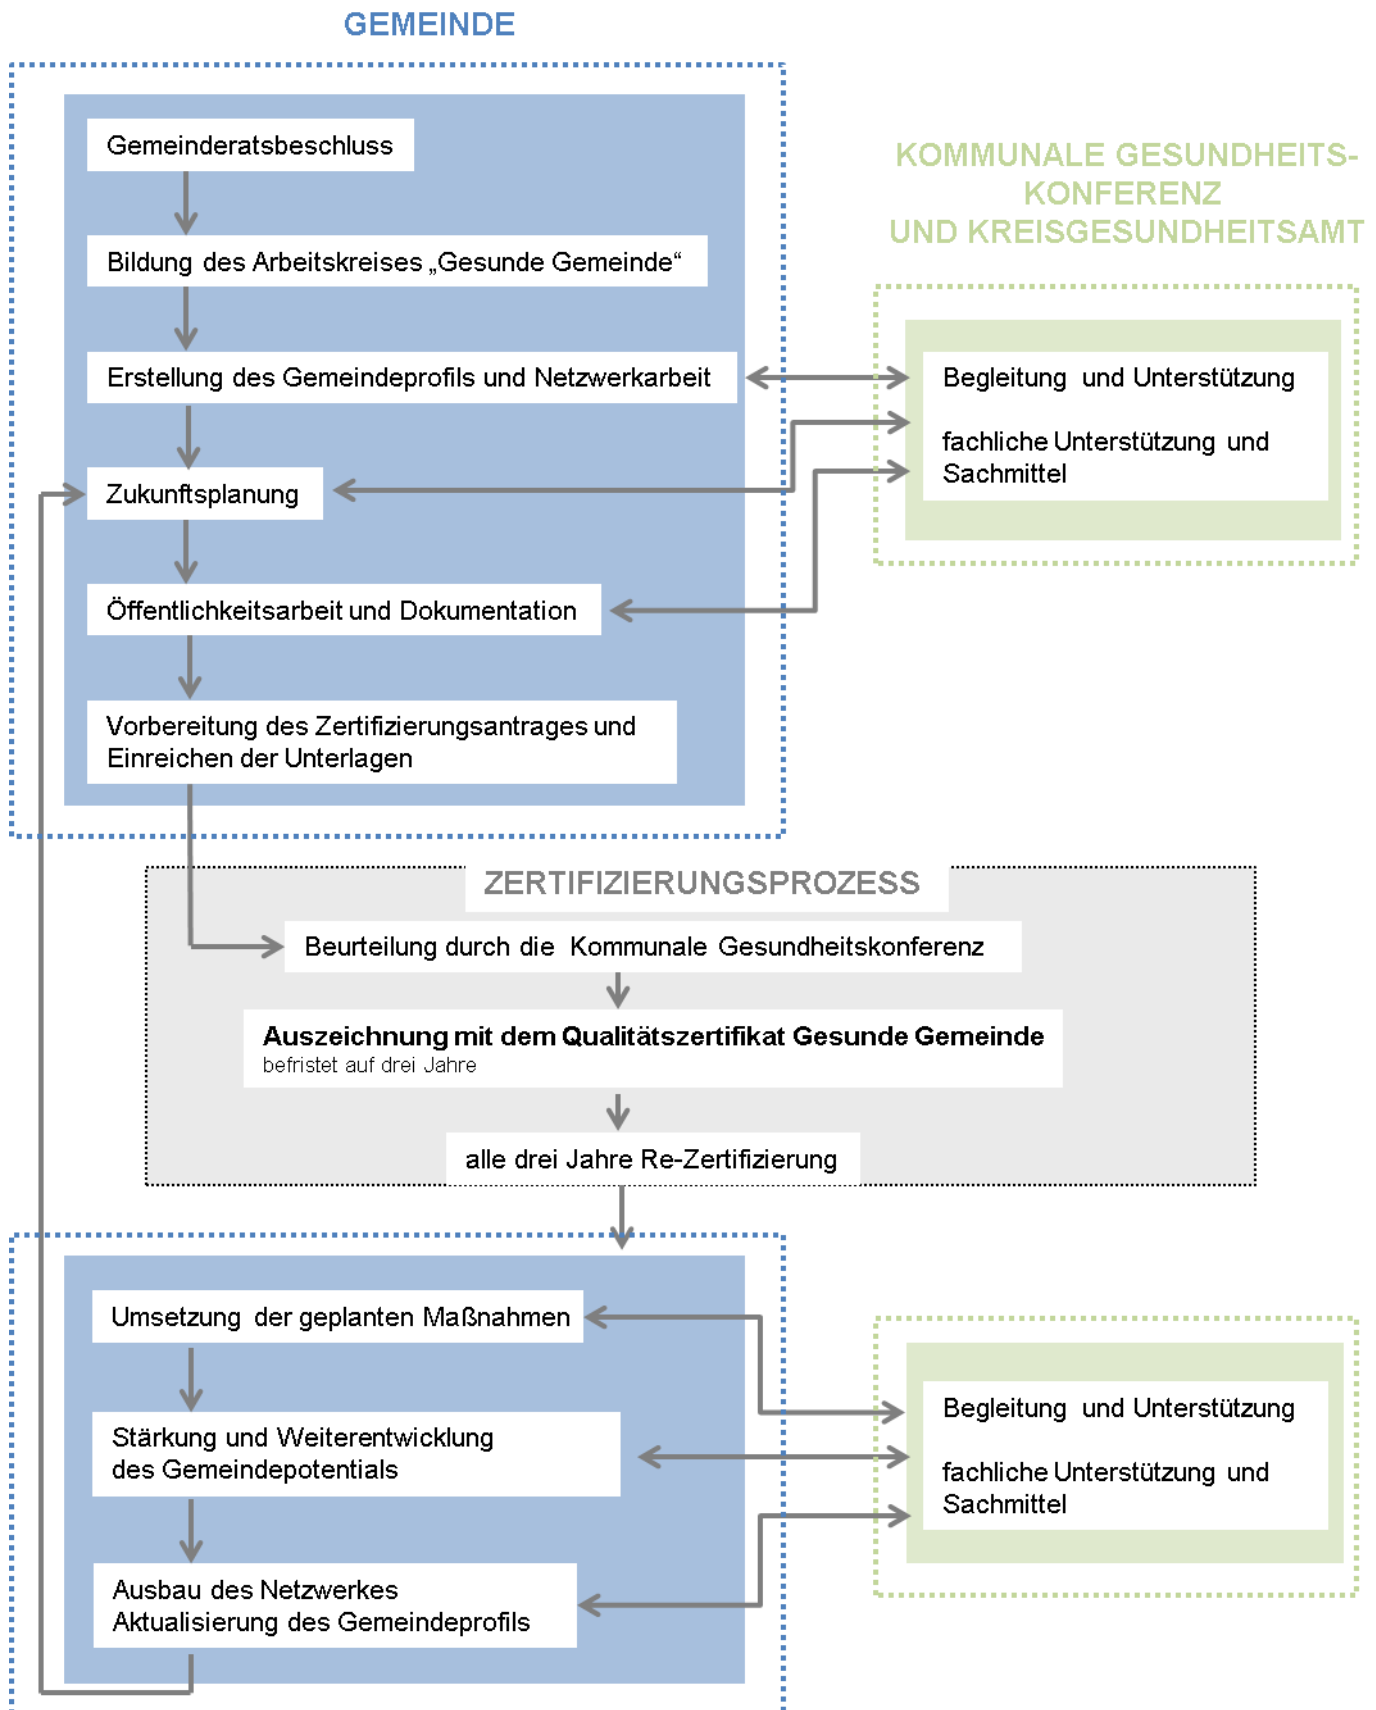 GEMEINDE
Gemeinderatsbeschluss
Bildung des Arbeitskreises „Gesunde Gemeinde“
Erstellung des Gemeindeprofils und Netzwerkarbeit
Zukunftsplanung
Öffentlichkeitsarbeit und Dokumentation
Vorbereitung des Zertifizierungsantrages und
Einreichen der Unterlagen
KOMMUNALE GESUNDHEITS-
KONFERENZ
UND KREISGESUNDHEITSAMT
Begleitung und Unterstützung
fachliche Unterstützung und
Sachmittel
ZERTIFIZIERUNGSPROZESS
Beurteilung durch die Kommunale Gesundheitskonferenz
Auszeichnung mit dem Qualitätszertifikat Gesunde Gemeinde
befristet auf drei Jahre
alle drei Jahre Re-Zertifizierung
Umsetzung der geplanten Maßnahmen
Stärkung und Weiterentwicklung
des Gemeindepotentials
Ausbau des Netzwerkes
Aktualisierung des Gemeindeprofils
Begleitung und Unterstützung
fachliche Unterstützung und
Sachmittel